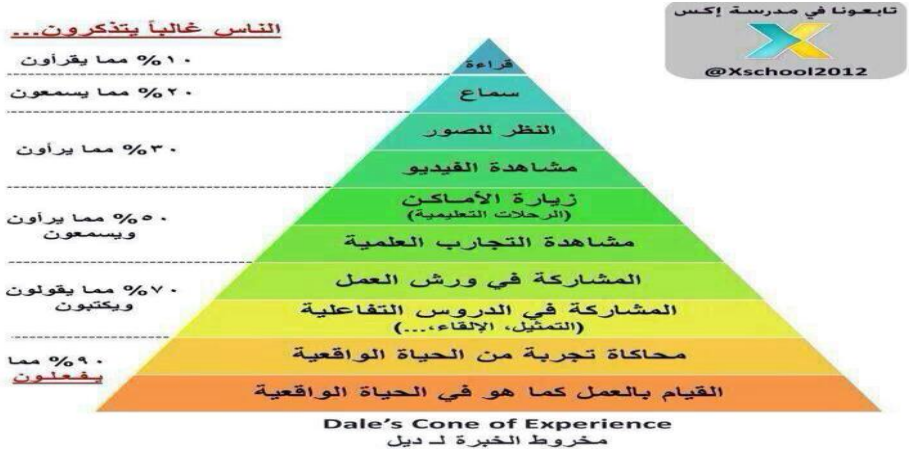 تابعونا في مدرسة إكس
@Xschool2012
الناس غالباً يتذكرون...
١٠% مما يقرأون
٢٠% مما يسمعون
٣٠% مما يرأون
٥٠% مما يرأون
ويسمعون
٧٠% مما يقولون
ويكتبون
٩٠% مما
يفعلون
قراءة
سماع
النظر للصور
مشاهدة الفيديو
زيارة الأماكن
(الرحلات التعليمية)
مشاهدة التجارب العلمية
المشاركة في ورش العمل
المشاركة في الدروس التفاعلية
(التمثيل، الإلقاء،...)
محاكاة تجربة من الحياة الواقعية
القيام بالعمل كما هو في الحياة الواقعية
Dale's Cone of Experience
مخروط الخبرة لـ ديل